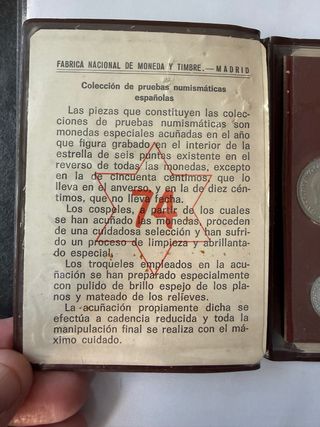 FABRICA NACIONAL DE MONEDA Y TIMBRE. — MADRID
Colección de pruebas numismáticas
españolas
Las piezas que constituyen las colec-
ciones de pruebas numismáticas son
monedas especiales acuñadas en el año
que figura grabado en el interior de la
estrella de seis puntas existente en el
reverso de todas las monedas, excepto
en la de cincuenta céntimos que lo
lleva en el anverso y en la de diez cén-
timos, que no lleva fecha.
Los cospeles, a partir de los cuales
se han acuñado las monedas, proceden
de una cuidadosa selección y han sufri-
do un proceso de limpieza y abrillanta-
do especial.
Los troqueles empleados en la acu-
ñación se han preparado especialmente
con pulido de brillo espejo de los pla-
nos y mateado de los relieves.
La acuñación propiamente dicha se
efectúa a cadencia reducida y toda la
manipulación final se realiza con el má-
ximo cuidado.
74